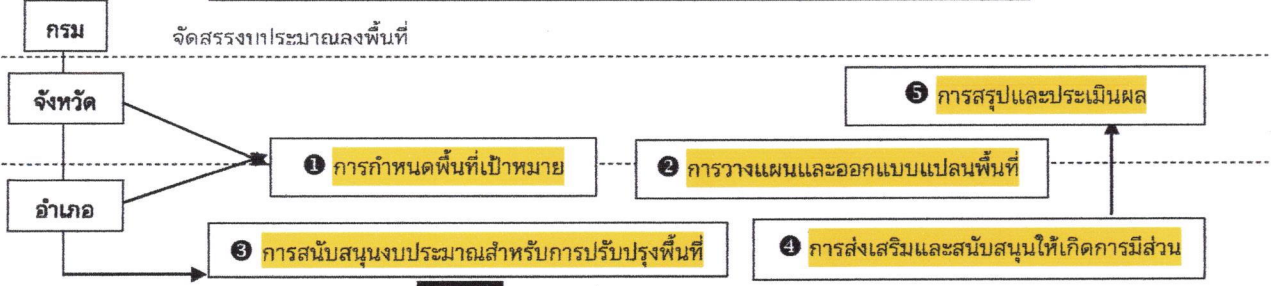 กรม
จัดสรรงบประมาณลงพื้นที่
จังหวัด
❺ การสรุปและประเมินผล
❶ การกำหนดพื้นที่เป้าหมาย
❷ การวางแผนและออกแบบแปลนพื้นที่
อำเภอ
❸ การสนับสนุนงบประมาณสำหรับการปรับปรุงพื้นที่
❹ การส่งเสริมและสนับสนุนให้เกิดการมีส่วน